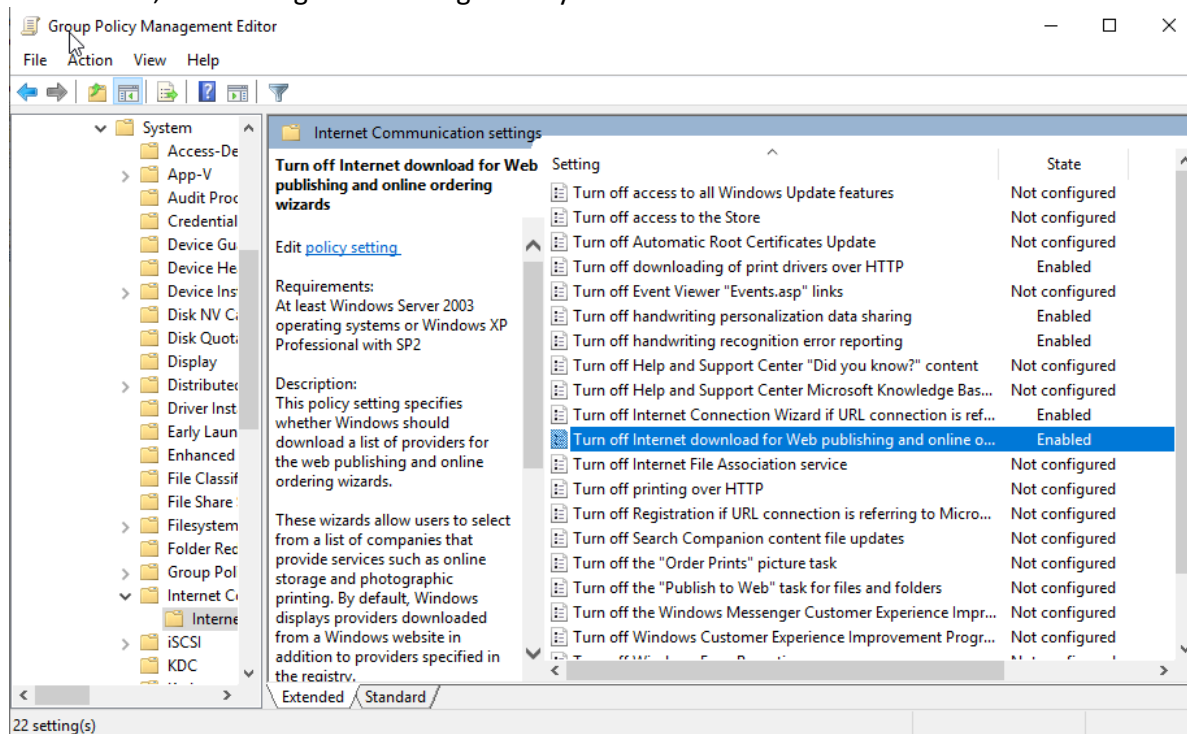 Group Policy Management Editor
File Action View Help
System
Access-De
App-V
Audit Proc
Credential
Device Gu
Device He
Device Ins
Disk NV Ca
Disk Quota
Display
Distributed
Driver Inst
Early Laun
Enhanced
File Classif
File Share
Filesystem
Folder Rec
Group Pol
Internet Co
Interne
iSCSI
KDC
Internet Communication settings
Turn off Internet download for Web
publishing and online ordering
wizards
Edit policy setting
Requirements:
At least Windows Server 2003
operating systems or Windows XP
Professional with SP2
Description:
This policy setting specifies
whether Windows should
download a list of providers for
the web publishing and online
ordering wizards.
These wizards allow users to select
from a list of companies that
provide services such as online
storage and photographic
printing. By default, Windows
displays providers downloaded
from a Windows website in
addition to providers specified in
the registry.
Setting State
Turn off access to all Windows Update features Not configured
Turn off access to the Store Not configured
Turn off Automatic Root Certificates Update Not configured
Turn off downloading of print drivers over HTTP Enabled
Turn off Event Viewer "Events.asp" links Not configured
Turn off handwriting personalization data sharing Enabled
Turn off handwriting recognition error reporting Enabled
Turn off Help and Support Center "Did you know?" content Not configured
Turn off Help and Support Center Microsoft Knowledge Bas... Not configured
Turn off Internet Connection Wizard if URL connection is ref... Enabled
Turn off Internet download for Web publishing and online o... Enabled
Turn off Internet File Association service Not configured
Turn off printing over HTTP Not configured
Turn off Registration if URL connection is referring to Micro... Not configured
Turn off Search Companion content file updates Not configured
Turn off the "Order Prints" picture task Not configured
Turn off the "Publish to Web" task for files and folders Not configured
Turn off the Windows Messenger Customer Experience Impr... Not configured
Turn off Windows Customer Experience Improvement Progr... Not configured
Extended Standard
22 setting(s)